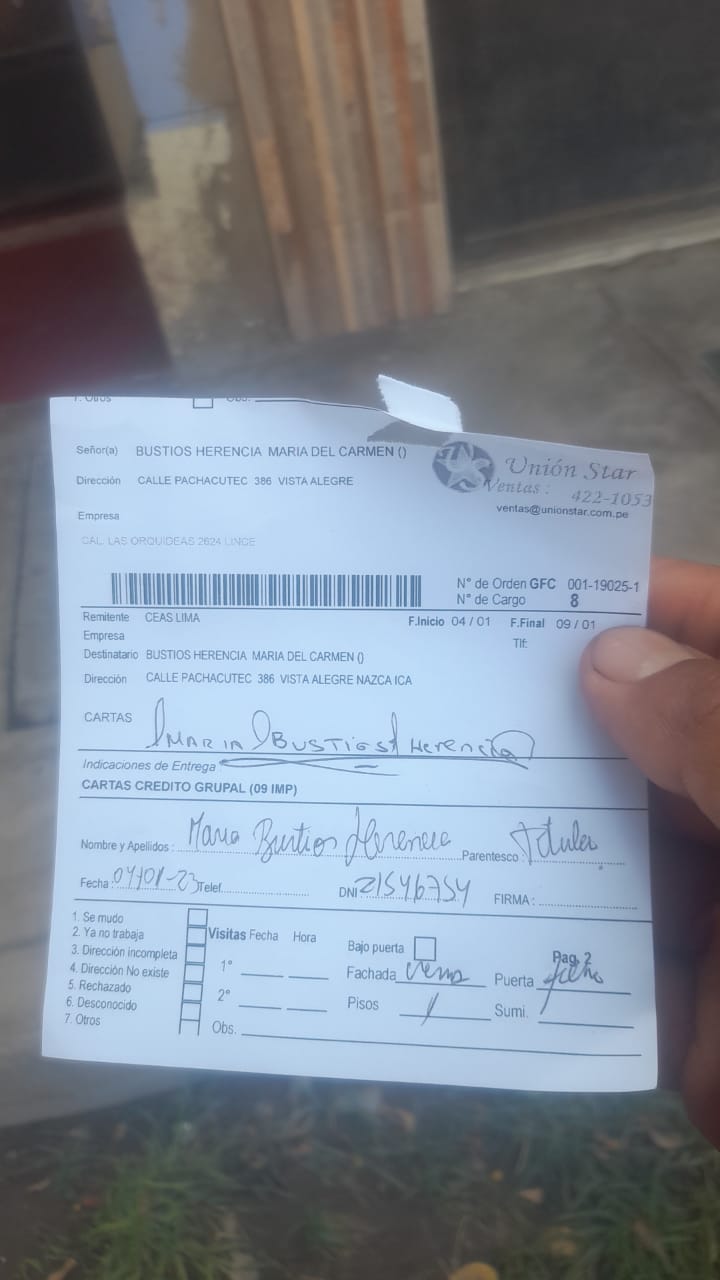 7. Otros Obs.
Señor(a) BUSTIOS HERENCIA MARIA DEL CARMEN ()
Dirección CALLE PACHACUTEC 386 VISTA ALEGRE
Empresa
CAL. LAS ORQUIDEAS 2624 LINCE
Unión Star
Ventas : 422-1053
ventas@unionstar.com.pe
N° de Orden GFC 001-19025-1
N° de Cargo 8
Remitente CEAS LIMA F.Inicio 04 / 01 F.Final 09 / 01
Empresa Tlf:
Destinatario BUSTIOS HERENCIA MARIA DEL CARMEN ()
Dirección CALLE PACHACUTEC 386 VISTA ALEGRE NAZCA ICA
CARTAS MARIA BUSTIOS Herencia
Indicaciones de Entrega
CARTAS CREDITO GRUPAL (09 IMP)
Nombre y Apellidos : Maria Bustios Herencia Parentesco : Titular
Fecha : 04-01-23 Telef. DNI 21546754 FIRMA :
1. Se mudo
2. Ya no trabaja
3. Dirección incompleta
4. Dirección No existe
5. Rechazado
6. Desconocido
7. Otros
Visitas Fecha Hora
1°
2°
Obs.
Bajo puerta
Pag. 2
Fachada Puerta
Pisos 1 Sumi.